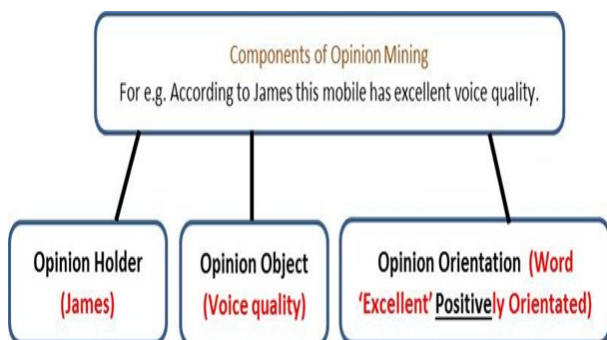 Components of Opinion Mining
For e.g. According to James this mobile has excellent voice quality.
Opinion Holder
(James)
Opinion Object
(Voice quality)
Opinion Orientation (Word
‘Excellent’ Positively Orientated)